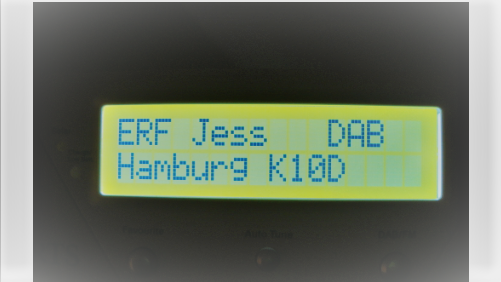 ERF Jess DAB
Hamburg K10D